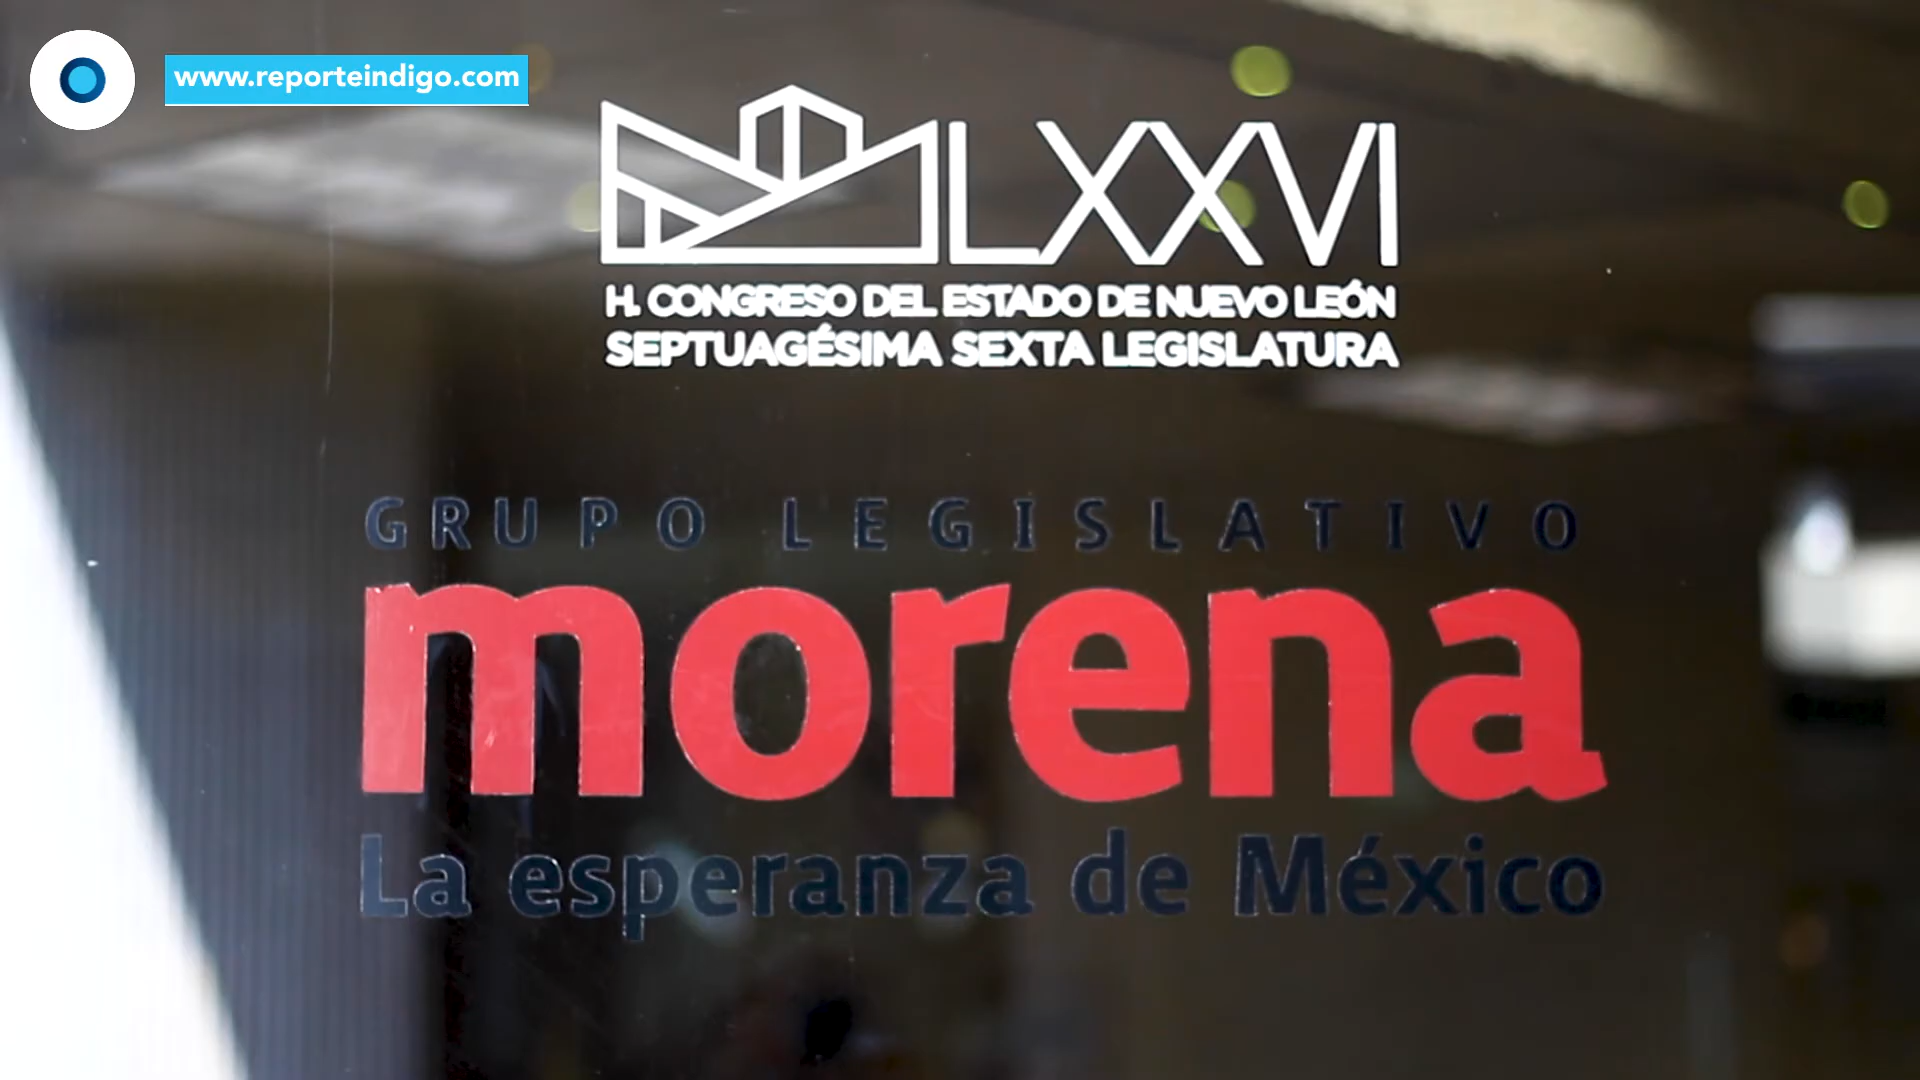 www.reporteindigo.com
LXXVI
H. CONGRESO DEL ESTADO DE NUEVO LEÓN
SEPTUAGÉSIMA SEXTA LEGISLATURA
GRUPO LEGISLATIVO
morena
La esperanza de México